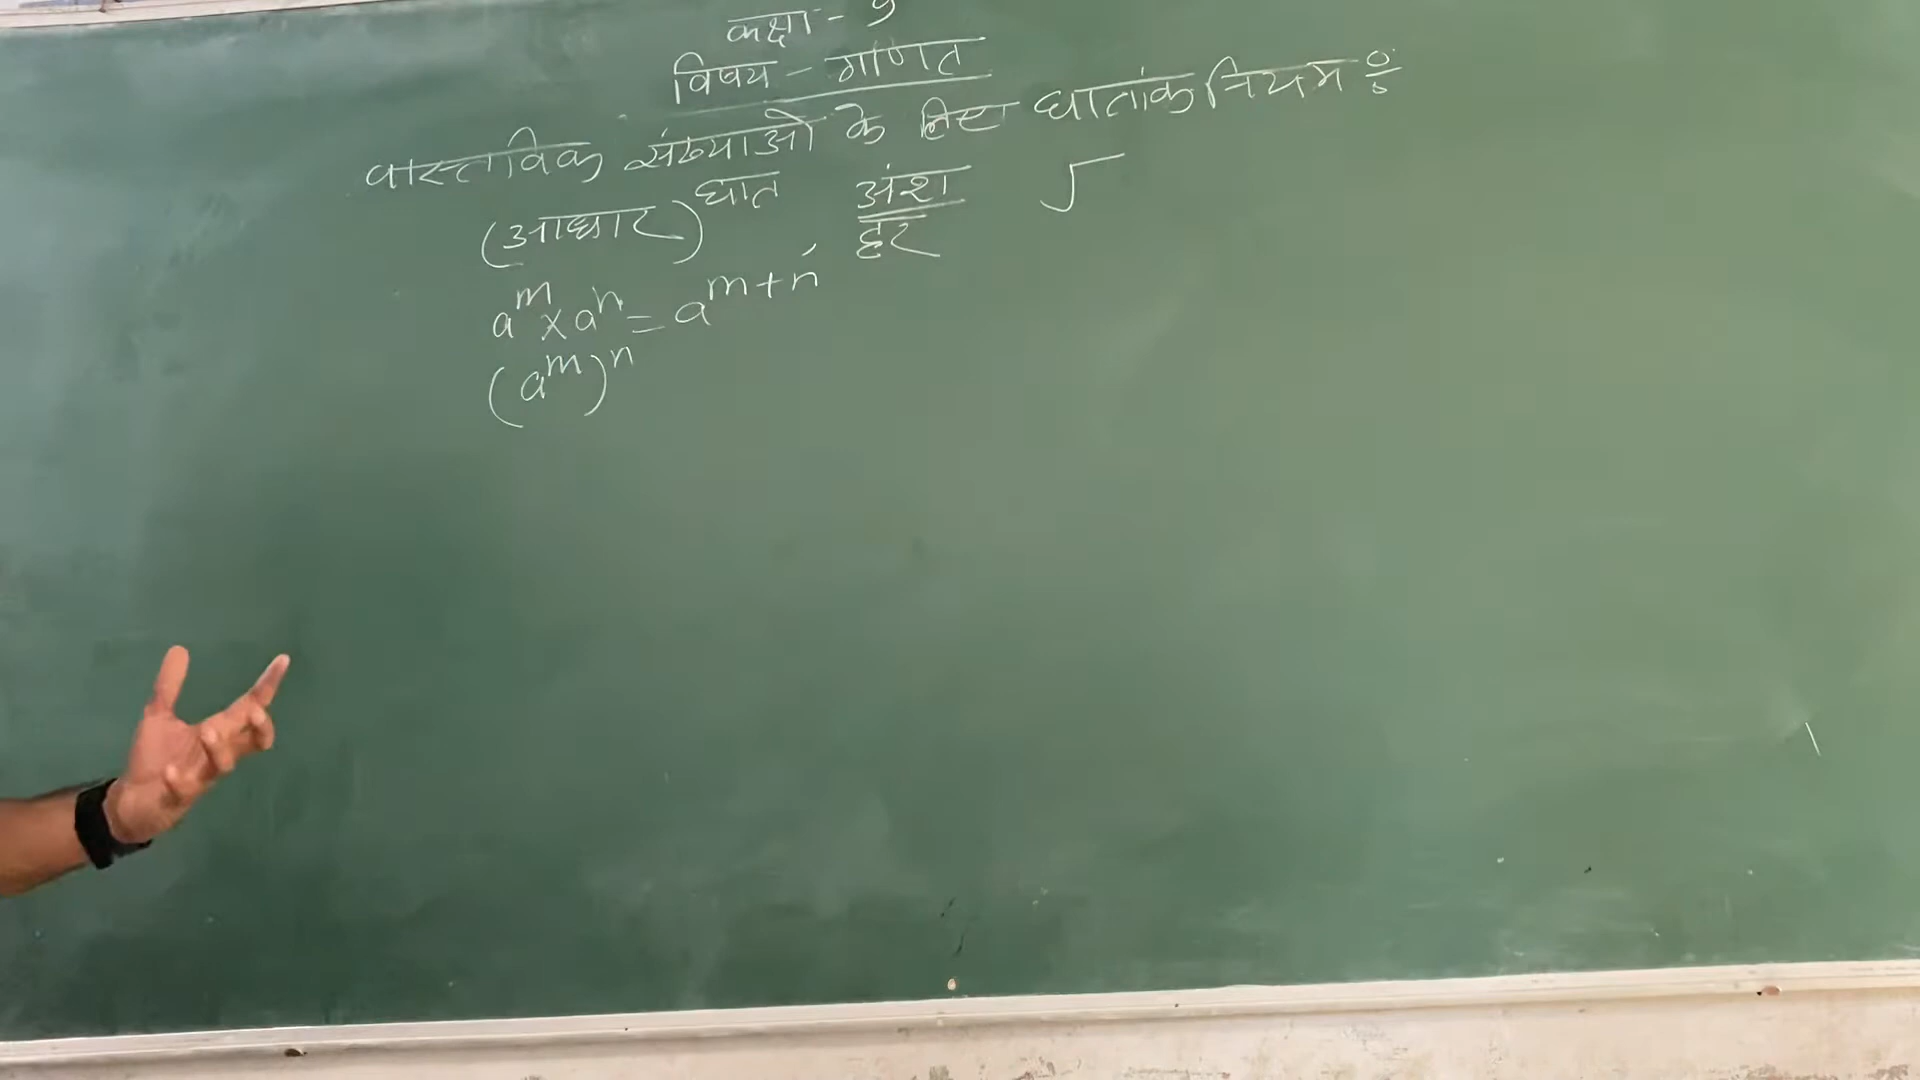 कक्षा - 9
विषय - गणित
वास्तविक संख्याओं के लिए घातांक नियम :-
(आधार)^घात अंश/हर √
a^m × a^n = a^(m+n)
(a^m)^n